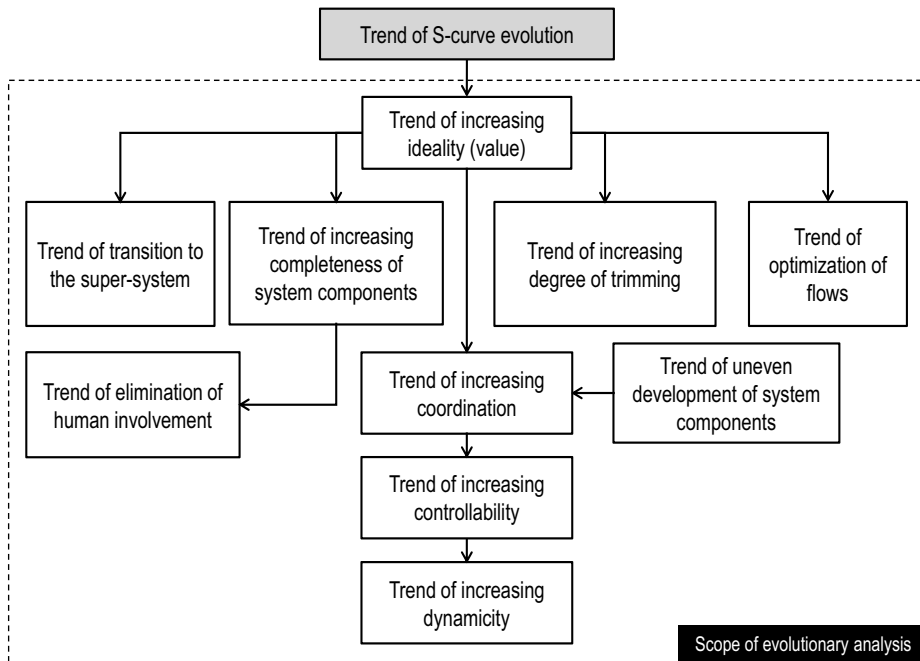 Trend of S-curve evolution
Trend of increasing
ideality (value)
Trend of transition to
the super-system
Trend of increasing
completeness of
system components
Trend of increasing
degree of trimming
Trend of
optimization of
flows
Trend of elimination of
human involvement
Trend of increasing
coordination
Trend of uneven
development of system
components
Trend of increasing
controllability
Trend of increasing
dynamicity
Scope of evolutionary analysis